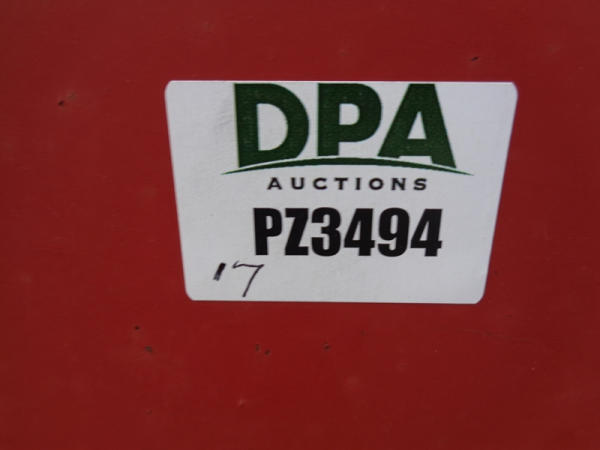 DPA
AUCTIONS
PZ3494
17